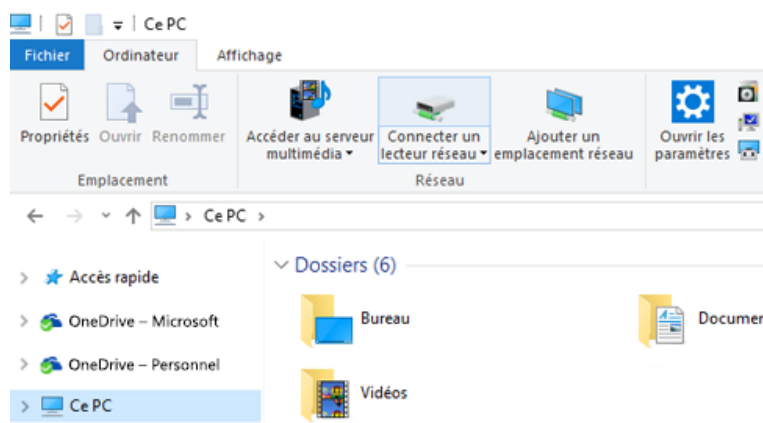 Ce PC
Fichier Ordinateur Affichage
Propriétés Ouvrir Renommer
Accéder au serveur
multimédia
Connecter un
lecteur réseau
Ajouter un
emplacement réseau
Ouvrir les
paramètres
Emplacement
Réseau
Ce PC
Accès rapide
OneDrive – Microsoft
OneDrive – Personnel
Ce PC
Dossiers (6)
Bureau
Documen
Vidéos